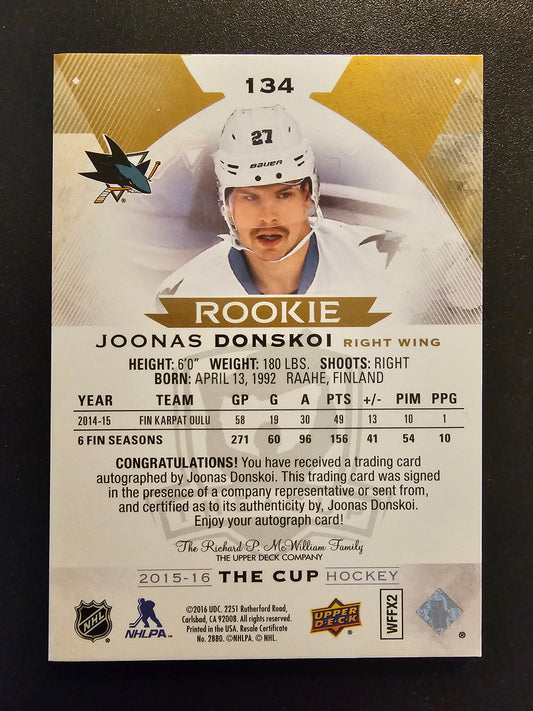 134
27
BAUER
ROOKIE
JOONAS DONSKOI RIGHT WING
HEIGHT: 6'0" WEIGHT: 180 LBS. SHOOTS: RIGHT
BORN: APRIL 13, 1992 RAAHE, FINLAND
YEAR TEAM GP G A PTS +/- PIM PPG
2014-15 FIN KARPAT OULU 58 19 30 49 13 10 1
6 FIN SEASONS 271 60 96 156 41 54 10
CONGRATULATIONS! You have received a trading card
autographed by Joonas Donskoi. This trading card was signed
in the presence of a company representative or sent from,
and certified as to its authenticity by, Joonas Donskoi.
Enjoy your autograph card!
The Richard P. McWilliam Family
THE UPPER DECK COMPANY
2015-16 THE CUP HOCKEY
NHL
NHLPA
©2016 UDC. 2251 Rutherford Road,
Carlsbad, CA 92008. All rights reserved.
Printed in the USA. Resale Certificate
No. 2880. ©NHLPA. © NHL.
UPPER DECK
WFFX2
®